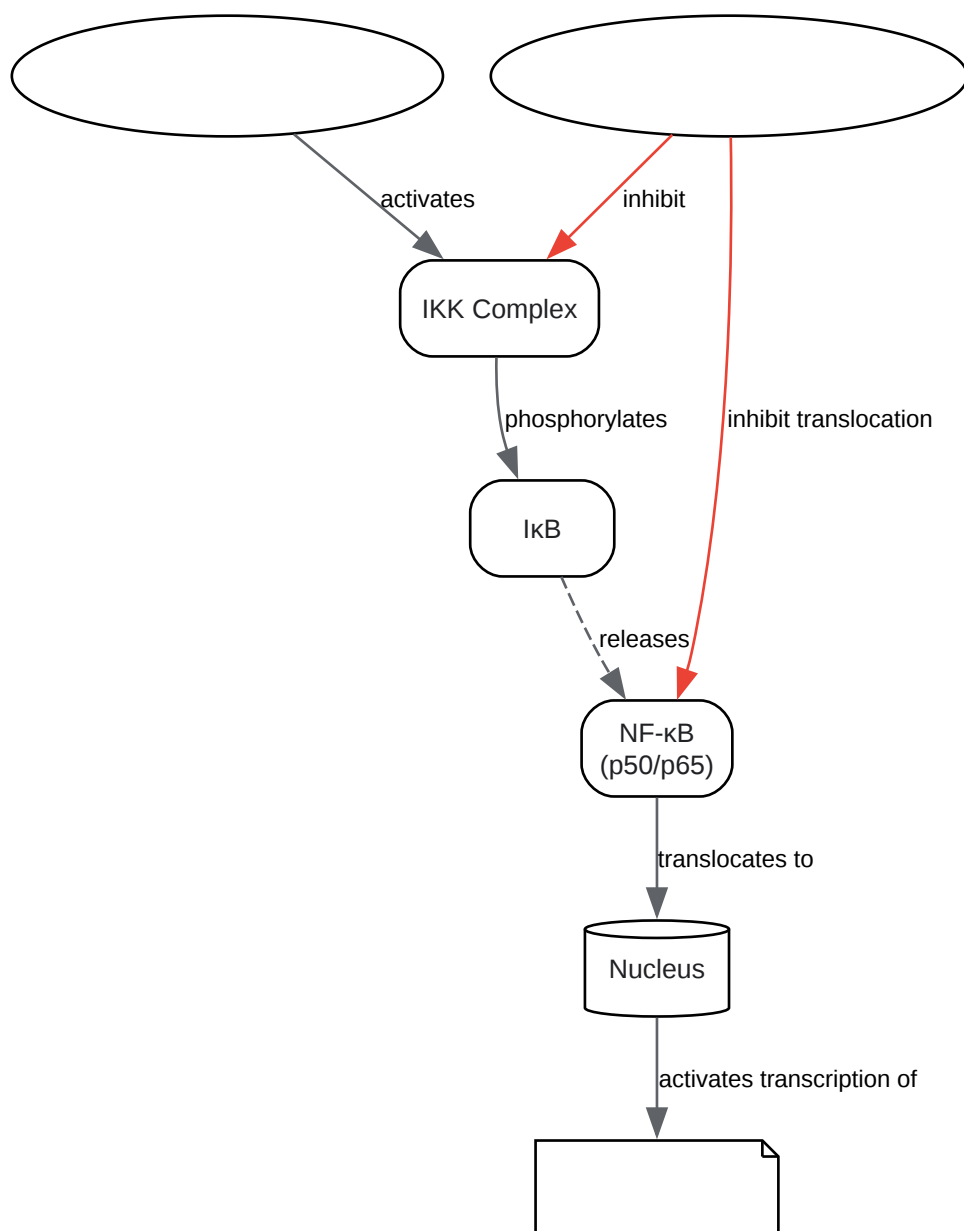 activates
inhibit
IKK Complex
phosphorylates
inhibit translocation
IκB
releases
NF-κB
(p50/p65)
translocates to
Nucleus
activates transcription of